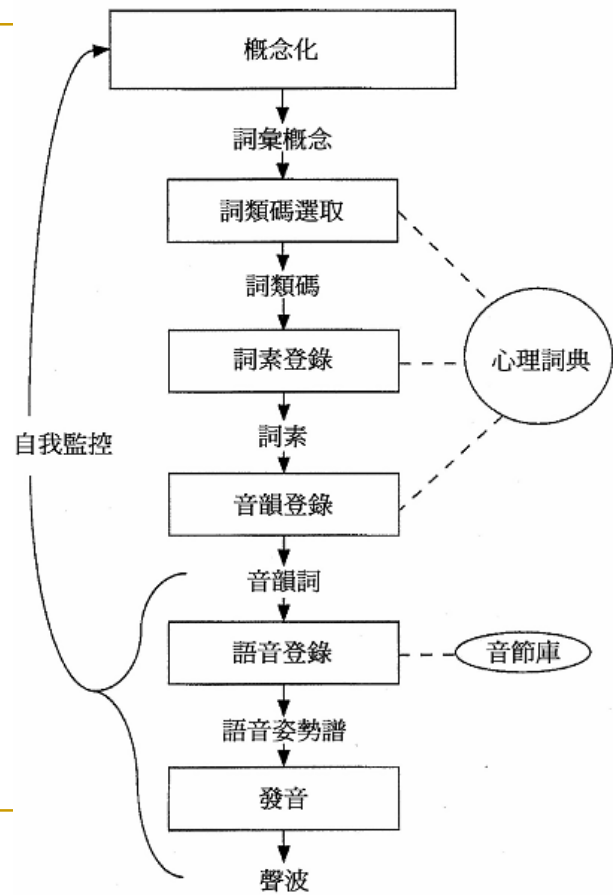 概念化
詞彙概念
詞類碼選取
詞類碼
詞素登錄
心理詞典
詞素
自我監控
音韻登錄
音韻詞
語音登錄
音節庫
語音姿勢譜
發音
聲波